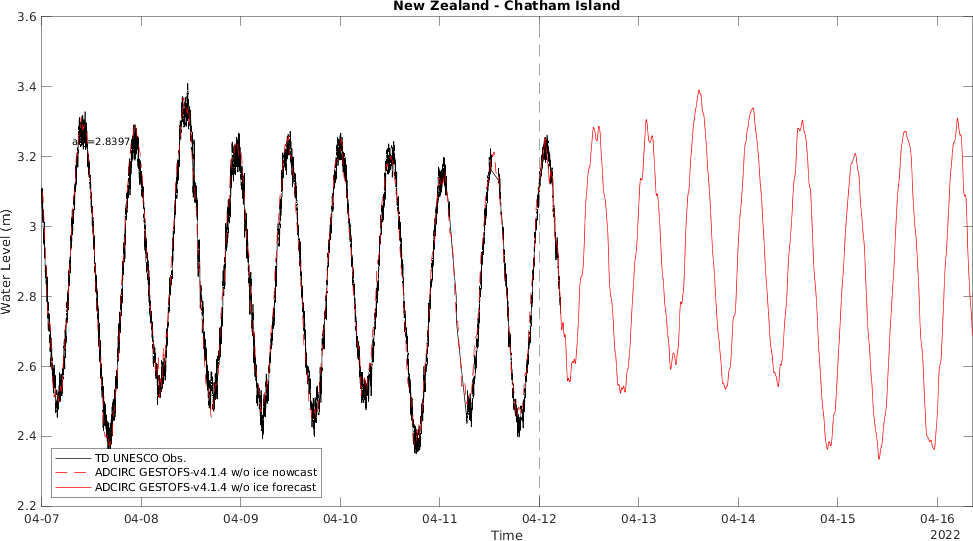 New Zealand - Chatham Island
3.6
3.4
3.2
3
2.8
2.6
2.4
2.2
Water Level (m)
=2.8397
TD UNESCO Obs.
ADCIRC GESTOFS-v4.1.4 w/o ice nowcast
ADCIRC GESTOFS-v4.1.4 w/o ice forecast
04-07 04-08 04-09 04-10 04-11 04-12 04-13 04-14 04-15 04-16
Time
2022